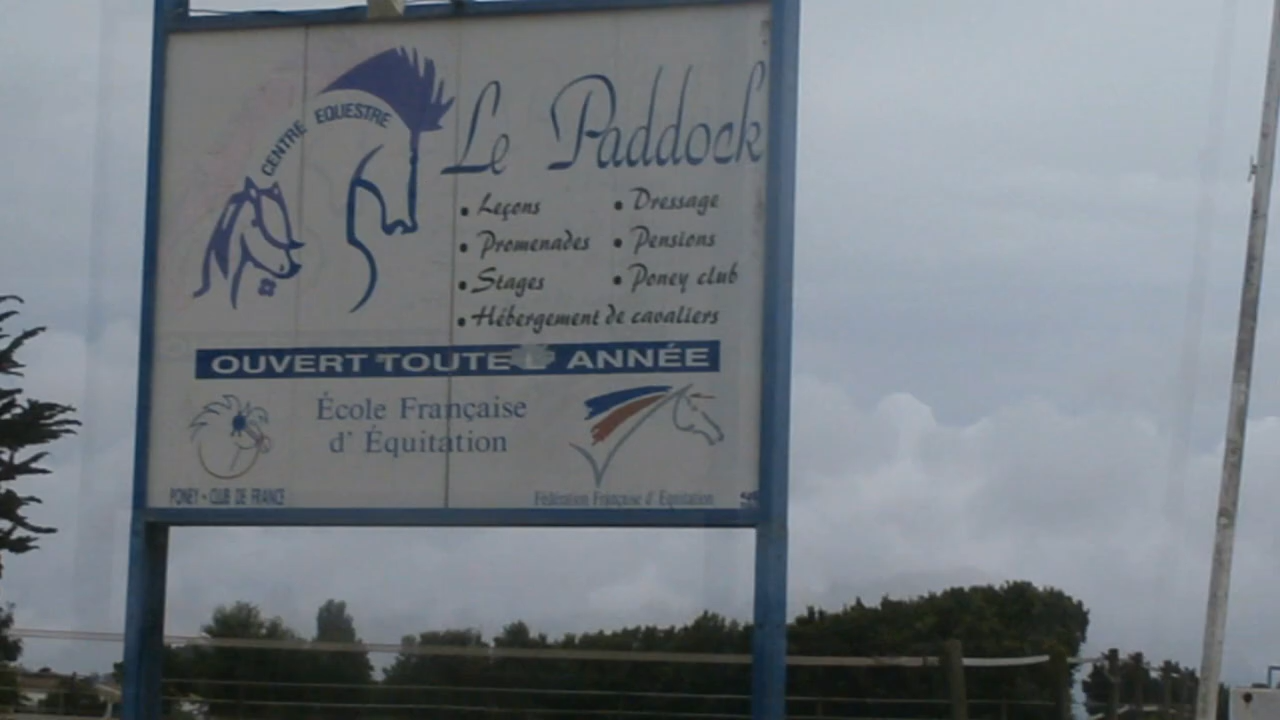 CENTRE EQUESTRE
Le Paddock
• Leçons
• Dressage
• Promenades
• Pensions
• Stages
• Poney club
• Hébergement de cavaliers
OUVERT TOUTE L' ANNÉE
École Française
d' Équitation
PONEY - CLUB DE FRANCE
Fédération Française d' Equitation